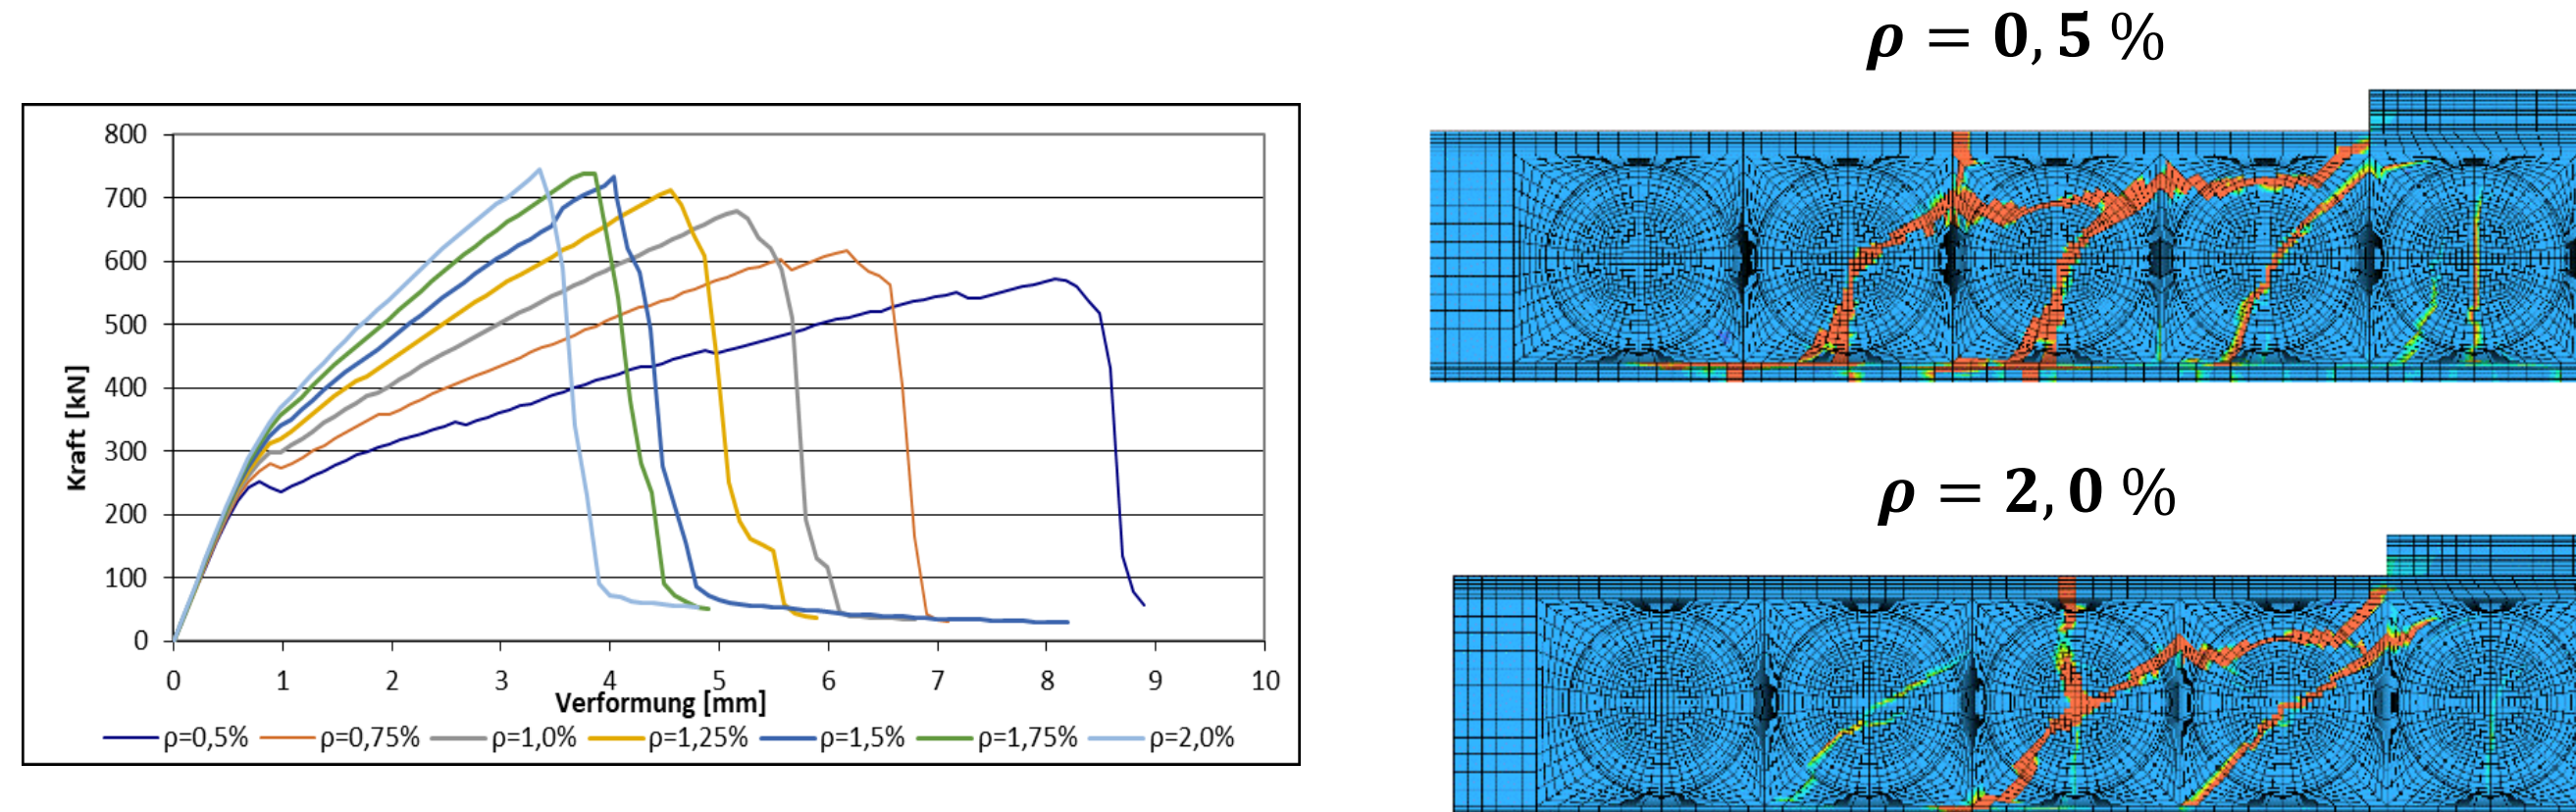 800
700
600
500
400
300
200
100
0
Kraft [kN]
0 1 2 3 4 5 6 7 8 9 10
Verformung [mm]
ρ=0,5% ρ=0,75% ρ=1,0% ρ=1,25% ρ=1,5% ρ=1,75% ρ=2,0%
ρ = 0,5 %
ρ = 2,0 %